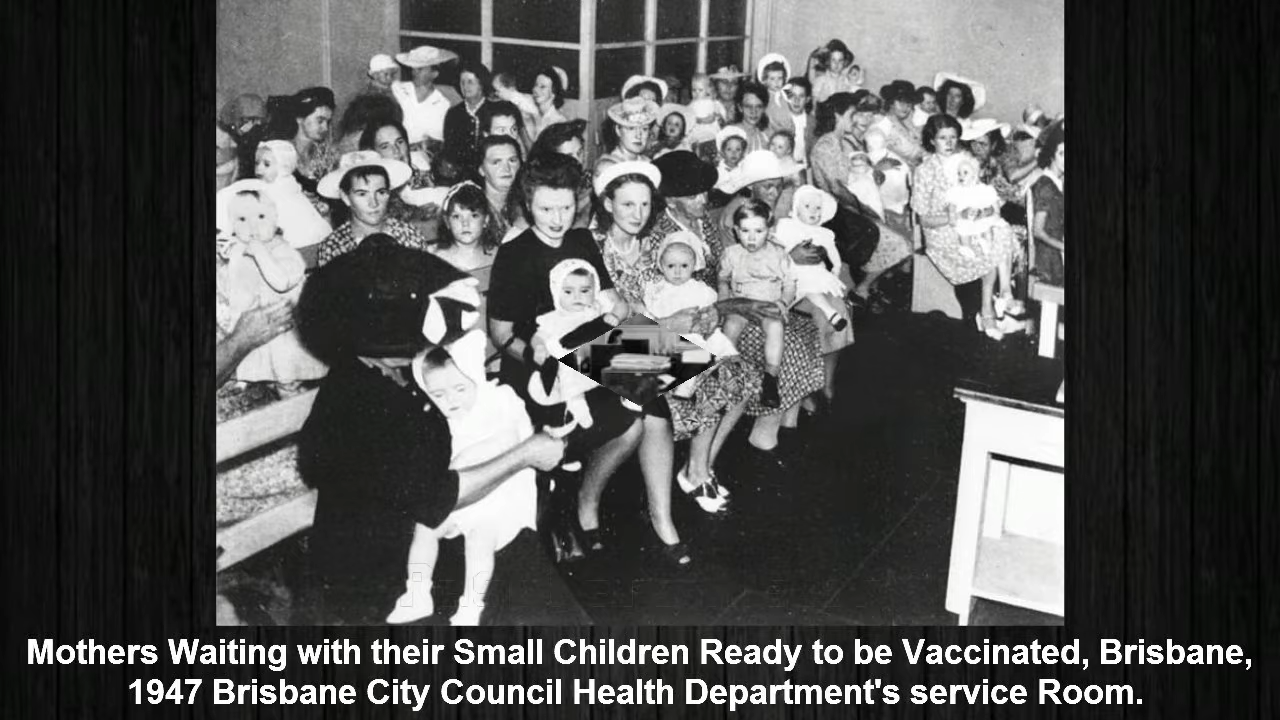 Mothers Waiting with their Small Children Ready to be Vaccinated, Brisbane,
1947 Brisbane City Council Health Department's service Room.